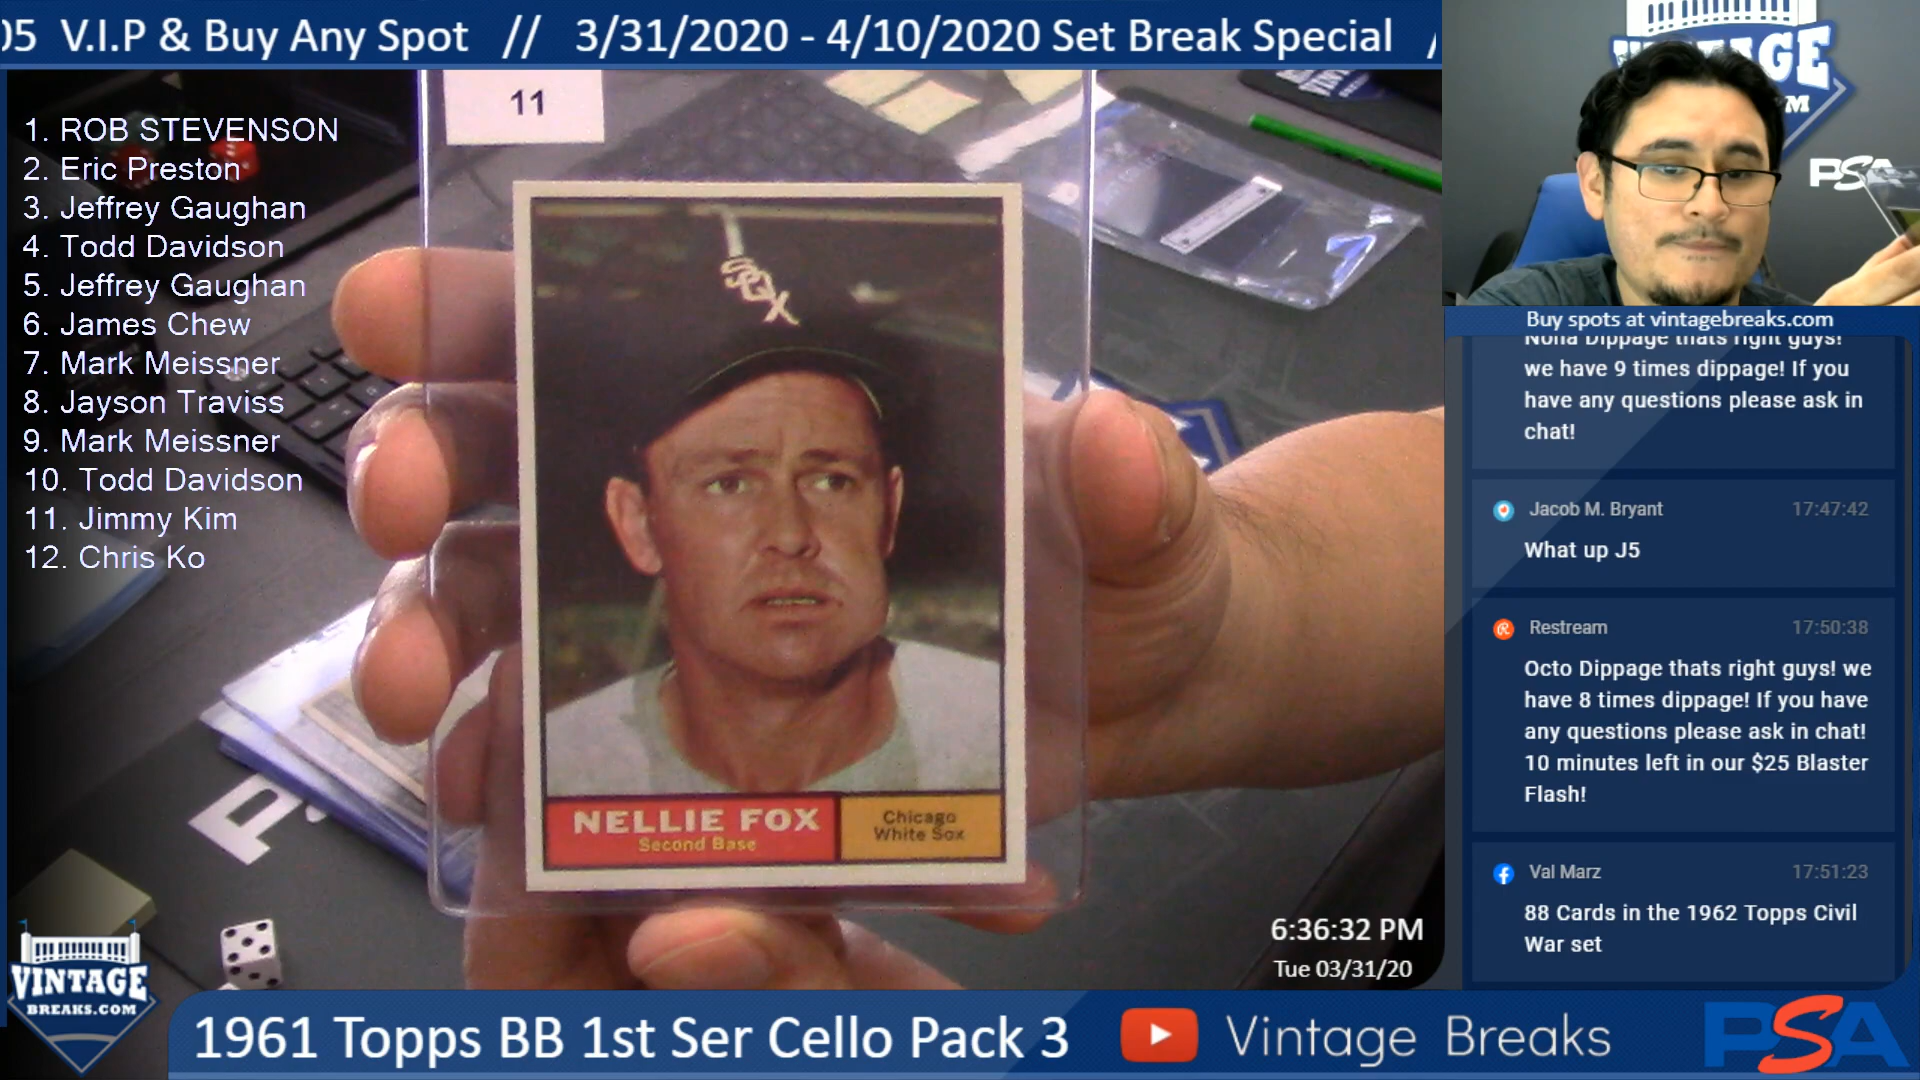 05 V.I.P & Buy Any Spot // 3/31/2020 - 4/10/2020 Set Break Special /
1. ROB STEVENSON
2. Eric Preston
3. Jeffrey Gaughan
4. Todd Davidson
5. Jeffrey Gaughan
6. James Chew
7. Mark Meissner
8. Jayson Traviss
9. Mark Meissner
10. Todd Davidson
11. Jimmy Kim
12. Chris Ko
11
SOX
NELLIE FOX
Second Base
Chicago
White Sox
VINTAGE
BREAKS.COM
6:36:32 PM
Tue 03/31/20
PSA
Buy spots at vintagebreaks.com
Nona Dippage thats right guys!
we have 9 times dippage! If you
have any questions please ask in
chat!
Jacob M. Bryant 17:47:42
What up J5
Restream 17:50:38
Octo Dippage thats right guys! we
have 8 times dippage! If you have
any questions please ask in chat!
10 minutes left in our $25 Blaster
Flash!
Val Marz 17:51:23
88 Cards in the 1962 Topps Civil
War set
1961 Topps BB 1st Ser Cello Pack 3
Vintage Breaks
PSA